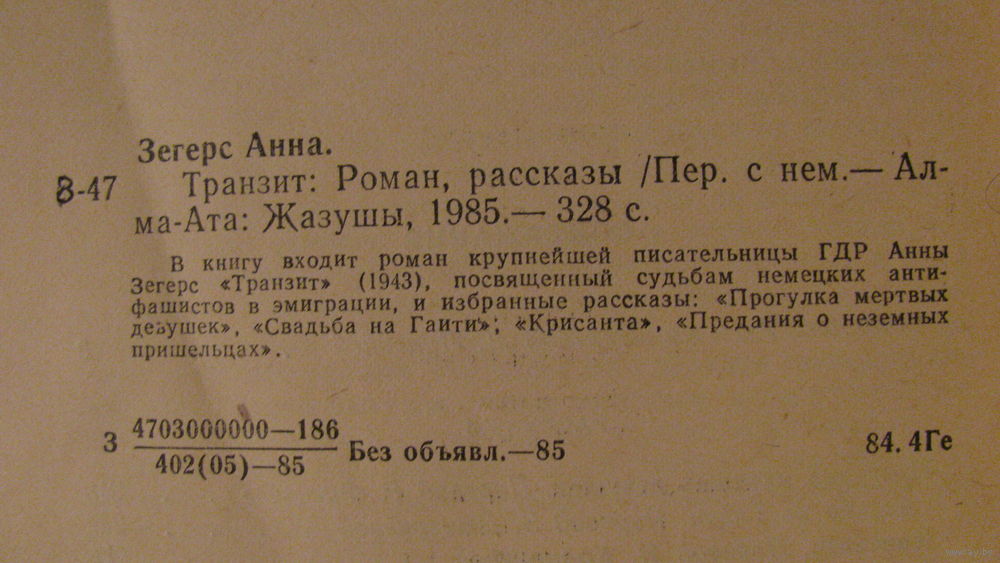 Зегерс Анна.
З-47 Транзит: Роман, рассказы /Пер. с нем.— Ал-
ма-Ата: Жазушы, 1985.— 328 с.
В книгу входит роман крупнейшей писательницы ГДР Анны
Зегерс «Транзит» (1943), посвященный судьбам немецких анти-
фашистов в эмиграции, и избранные рассказы: «Прогулка мертвых
девушек», «Свадьба на Гаити»; «Крисанта», «Предания о неземных
пришельцах».
З 4703000000—186
402(05)—85 Без объявл.—85 84.4Ге